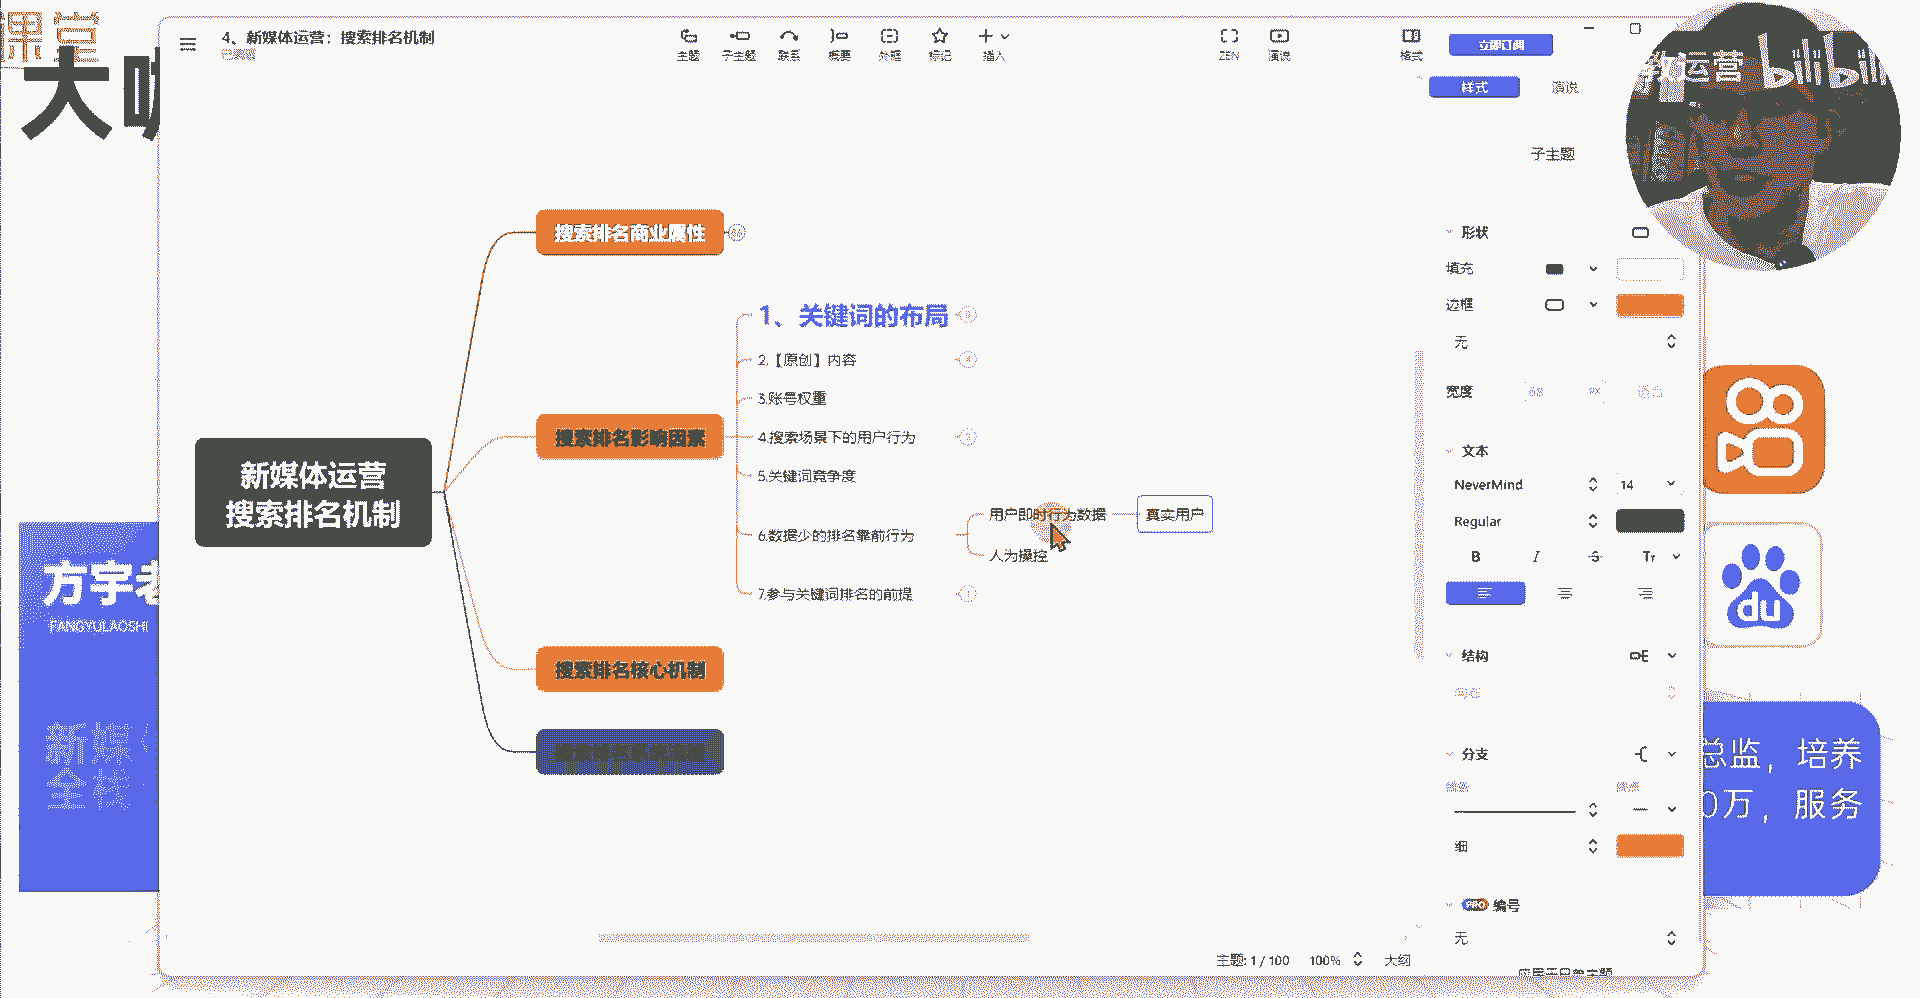 课堂
大咖
4、新媒体运营：搜索排名机制
已编辑
主题
子主题
联系
概要
外框
标记
插入
ZEN
演说
格式
立即订阅
样式
演说
子主题
教运营 bilibili
搜索排名商业属性
1、关键词的布局
2.【原创】内容
3.账号权重
4.搜索场景下的用户行为
5.关键词竞争度
6.数据少的排名靠前行为
7.参与关键词排名的前提
用户即时行为数据
真实用户
人为操控
搜索排名影响因素
新媒体运营
搜索排名机制
搜索排名核心机制
形状
填充
边框
无
宽度
68
文本
NeverMind
14
Regular
B I S Tr
结构
分支
细
PRO 编号
无
主题: 1 / 100
100%
大纲
方宇老
FANGYULAOSHI
新媒
全栈
du
总监，培养
0万，服务